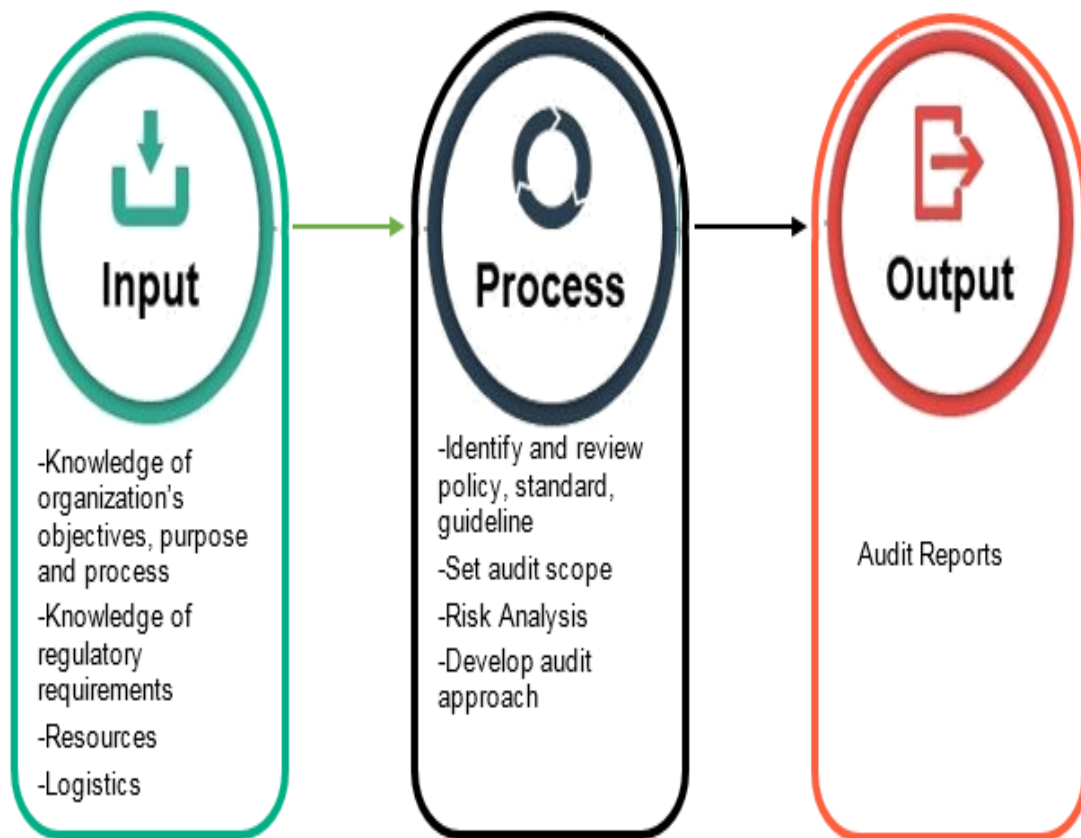 Input
-Knowledge of
organization's
objectives, purpose
and process
-Knowledge of
regulatory
requirements
-Resources
-Logistics
Process
-Identify and review
policy, standard,
guideline
-Set audit scope
-Risk Analysis
-Develop audit
approach
Output
Audit Reports